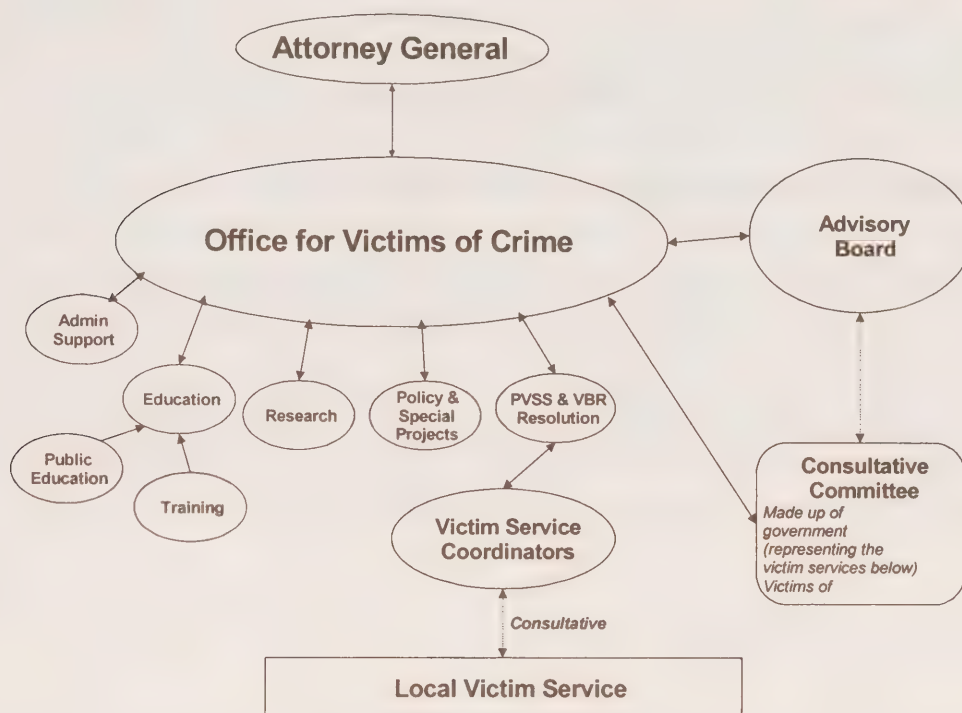 Attorney General
Office for Victims of Crime
Advisory
Board
Admin
Support
Education
Research
Policy &
Special
Projects
PVSS & VBR
Resolution
Public
Education
Training
Victim Service
Coordinators
Consultative
Committee
Made up of
government
(representing the
victim services below)
Victims of
Consultative
Local Victim Service